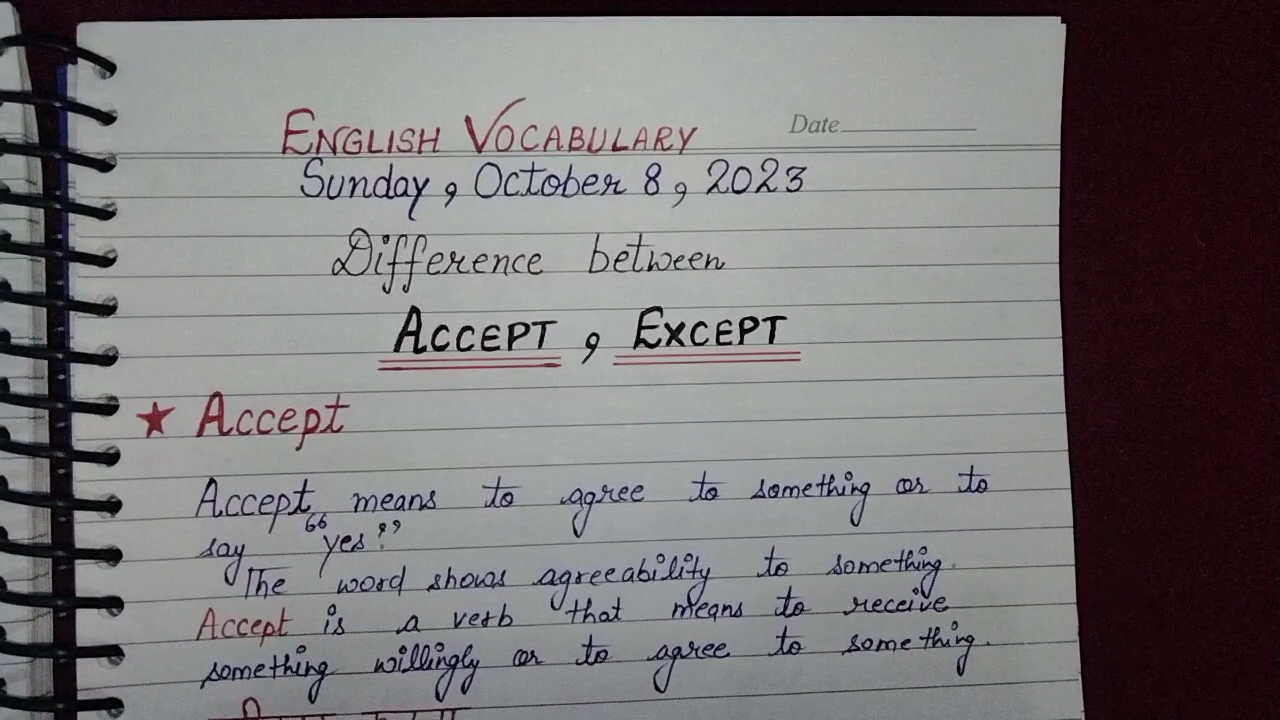 ENGLISH VOCABULARY
Date
Sunday, October 8, 2023
Difference between
ACCEPT, EXCEPT
★ Accept
Accept means to agree to something or to
say "yes".
The word shows agreeability to something.
Accept is a verb that means to receive
something willingly or to agree to something.